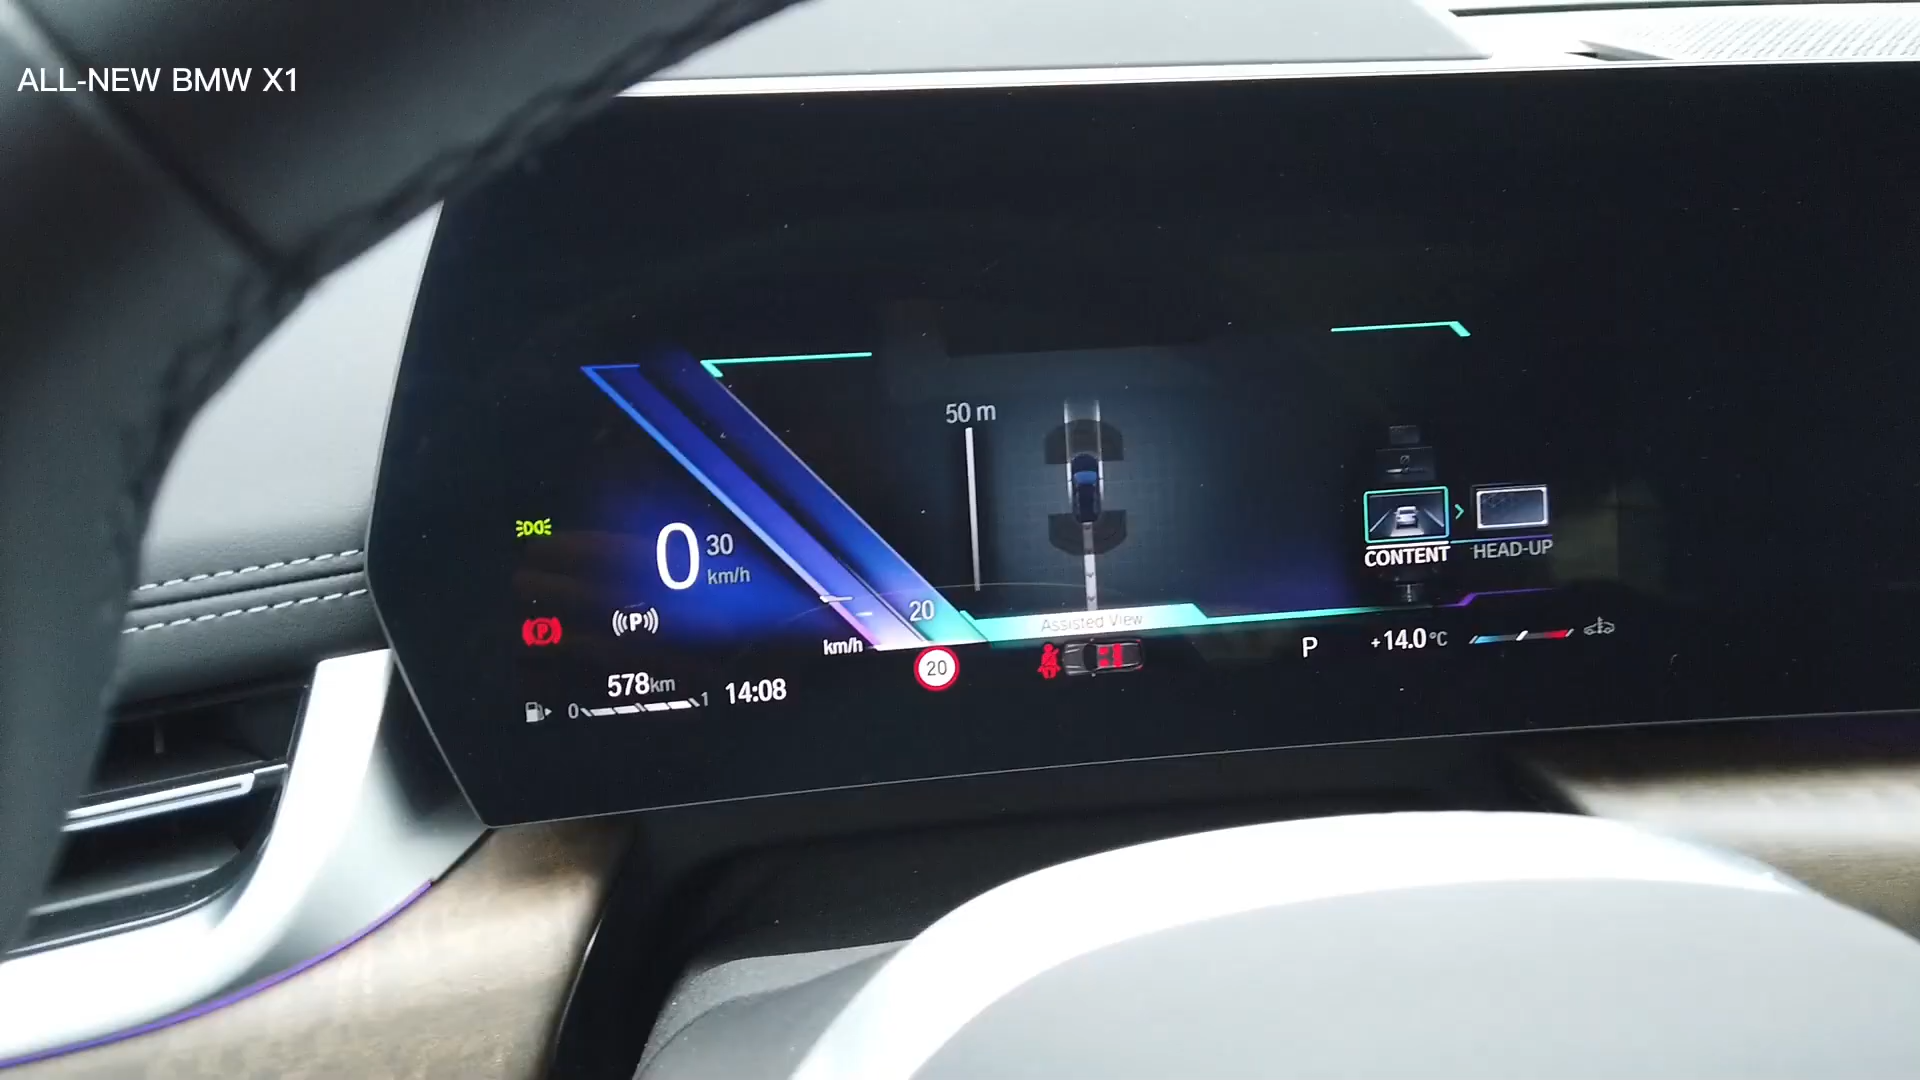 ALL-NEW BMW X1
50 m
0 30
km/h
CONTENT
HEAD-UP
(((P)))
20
Assisted View
km/h
P
20
P
+14.0°C
578km
14:08
0
1